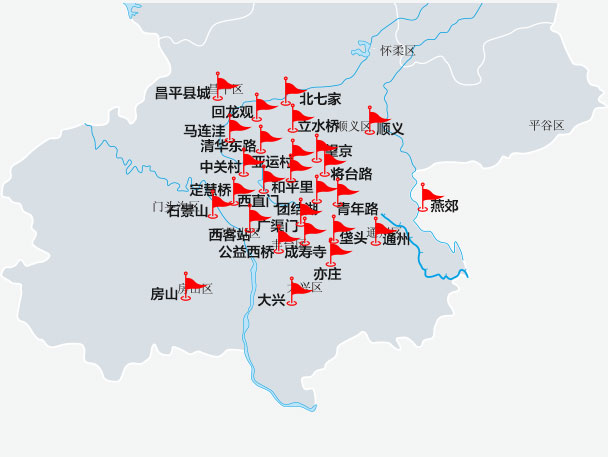 怀柔区
昌平区
昌平县城
北七家
回龙观
立水桥
顺义区
顺义
平谷区
马连洼
清华东路
望京
中关村
亚运村
将台路
定慧桥
和平里
门头沟区
石景山
西直门
团结湖
青年路
燕郊
广渠门
西客站
垡头
通州
公益西桥
成寿寺
亦庄
房山
房山区
大兴
大兴区